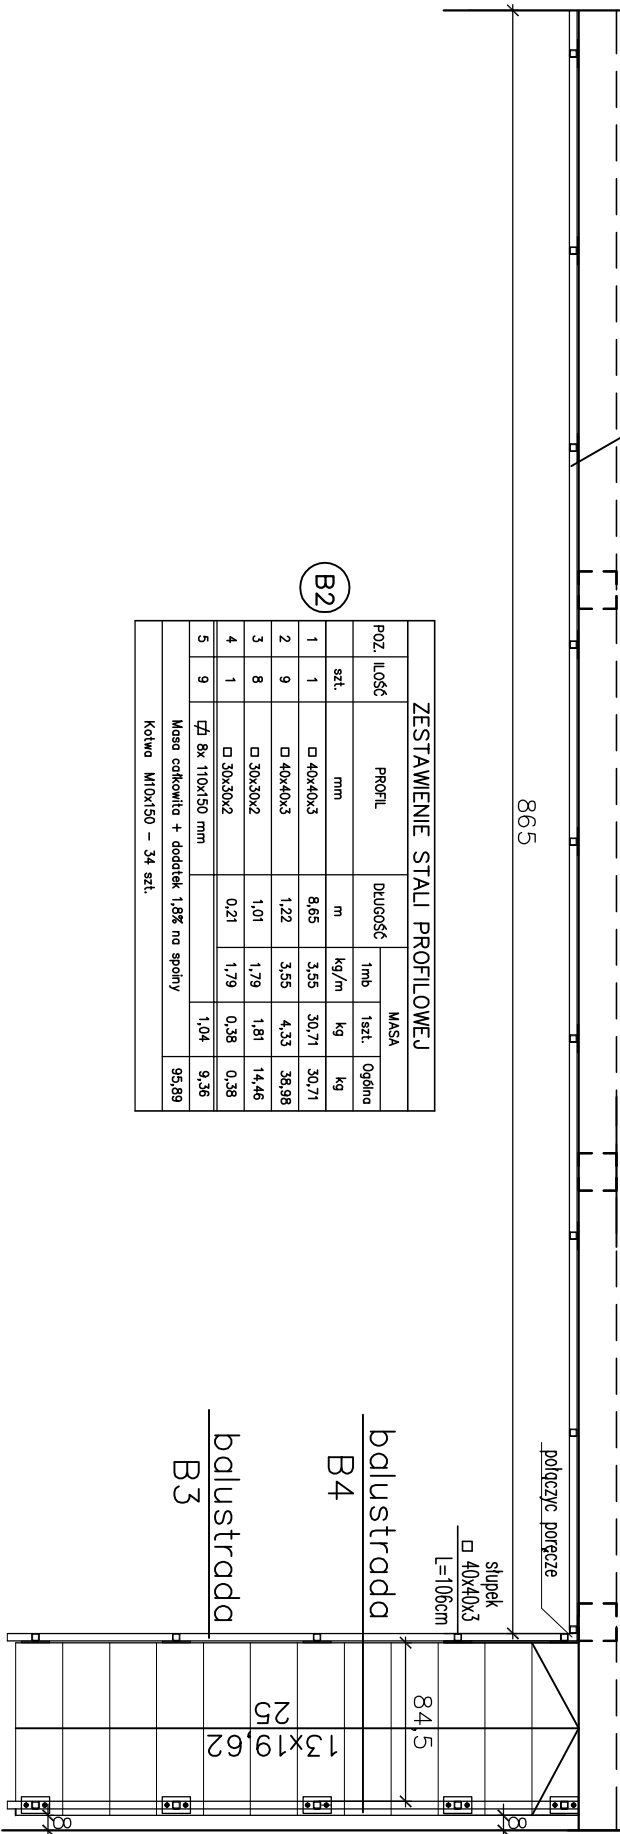 865
B2
ZESTAWIENIE STALI PROFILOWEJ
POZ. ILOŚĆ PROFIL DŁUGOŚĆ MASA
1mb 1szt. Ogólna
szt. mm m kg/m kg kg
1 1 □ 40x40x3 8,65 3,55 30,71 30,71
2 9 □ 40x40x3 1,22 3,55 4,33 38,98
3 8 □ 30x30x2 1,01 1,79 1,81 14,46
4 1 □ 30x30x2 0,21 1,79 0,38 0,38
5 9 8x 110x150 mm 1,04 9,36
Masa całkowita + dodatek 1,8% na spoiny 95,89
Kotwa M10x150 - 34 szt.
połączyc poręcze
słupek
□ 40x40x3
L=106cm
balustrada
B4
balustrada
B3
84,5
13x19,62
25
8
8